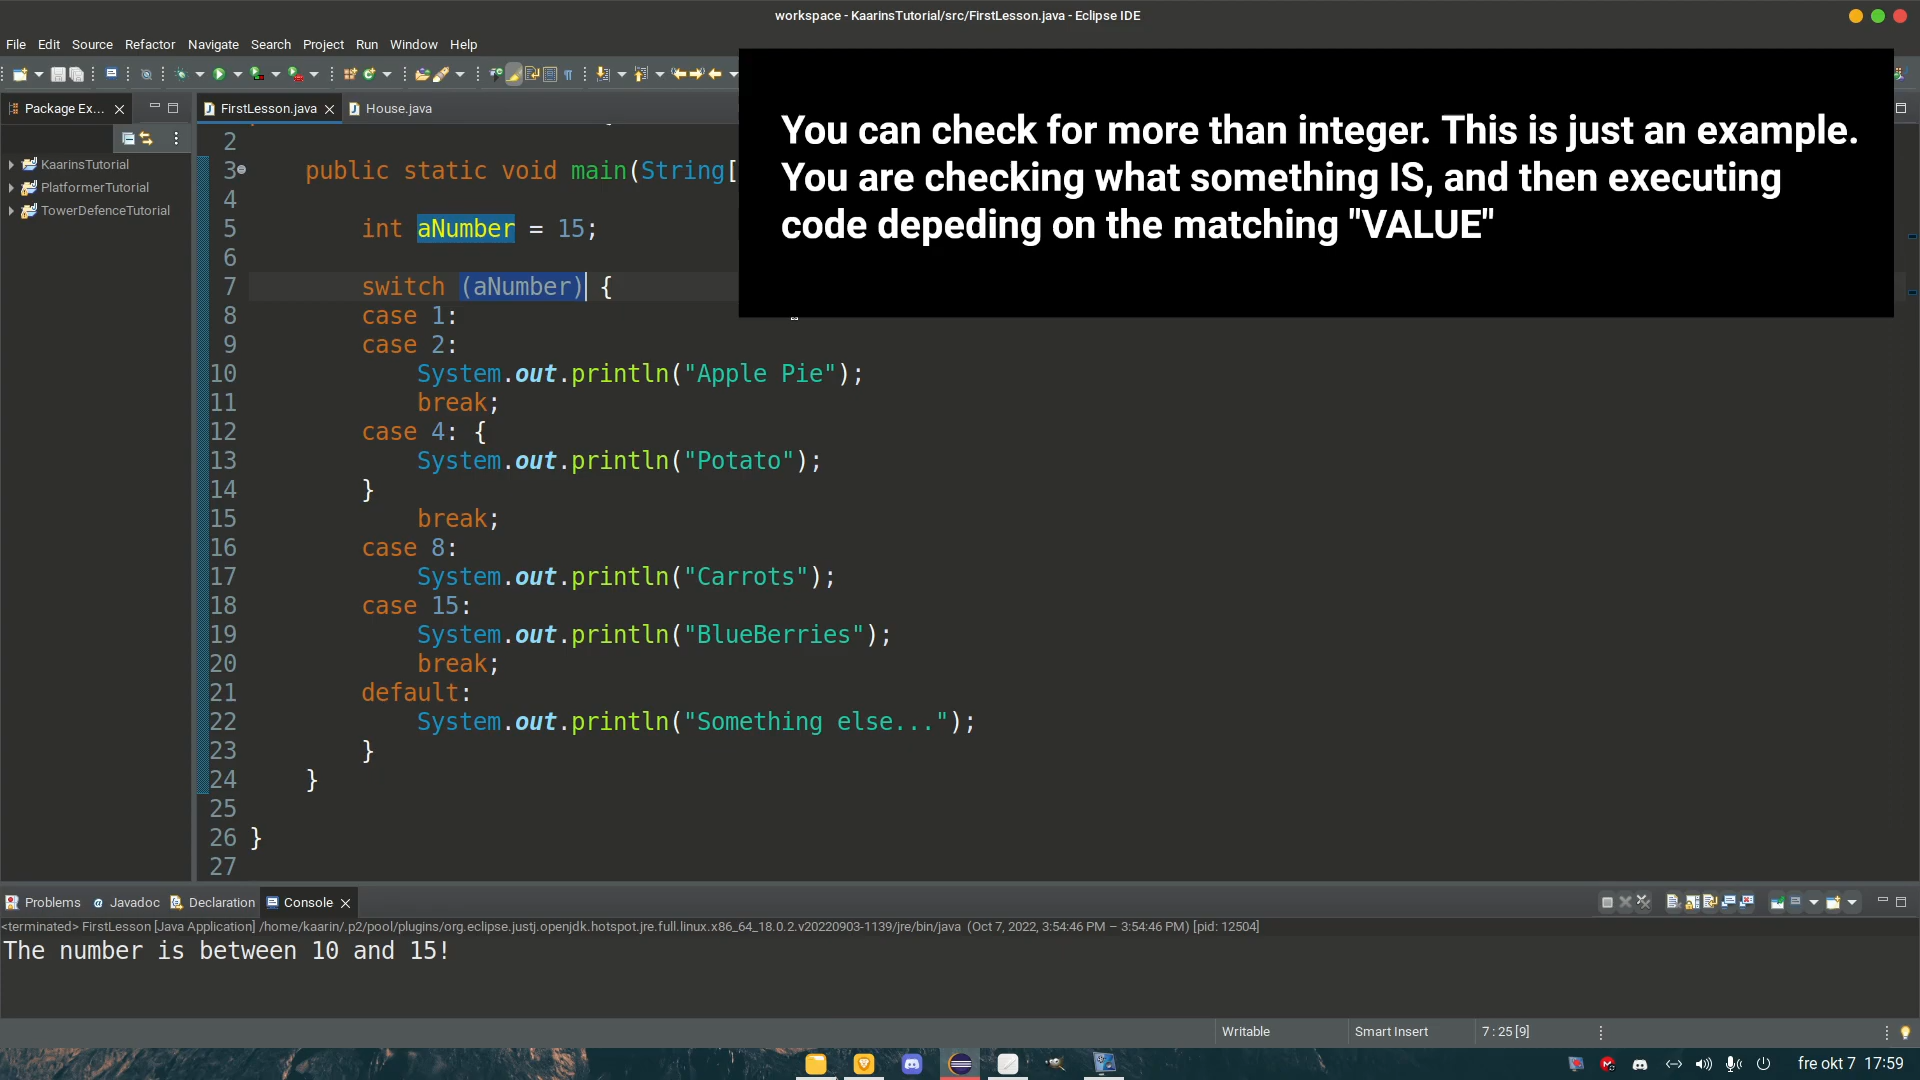 workspace - KaarinsTutorial/src/FirstLesson.java - Eclipse IDE
File Edit Source Refactor Navigate Search Project Run Window Help
Package Ex... FirstLesson.java House.java
KaarinsTutorial
PlatformerTutorial
TowerDefenceTutorial
You can check for more than integer. This is just an example.
You are checking what something IS, and then executing
code depeding on the matching "VALUE"
2
3 public static void main(String[
4
5 int aNumber = 15;
6
7 switch (aNumber) {
8 case 1:
9 case 2:
10 System.out.println("Apple Pie");
11 break;
12 case 4: {
13 System.out.println("Potato");
14 }
15 break;
16 case 8:
17 System.out.println("Carrots");
18 case 15:
19 System.out.println("BlueBerries");
20 break;
21 default:
22 System.out.println("Something else...");
23 }
24 }
25
26 }
27
Problems Javadoc Declaration Console
<terminated> FirstLesson [Java Application] /home/kaarin/.p2/pool/plugins/org.eclipse.justj.openjdk.hotspot.jre.full.linux.x86_64_18.0.2.v20220903-1139/jre/bin/java (Oct 7, 2022, 3:54:46 PM – 3:54:46 PM) [pid: 12504]
The number is between 10 and 15!
Writable Smart Insert 7 : 25 [9]
fre okt 7 17:59